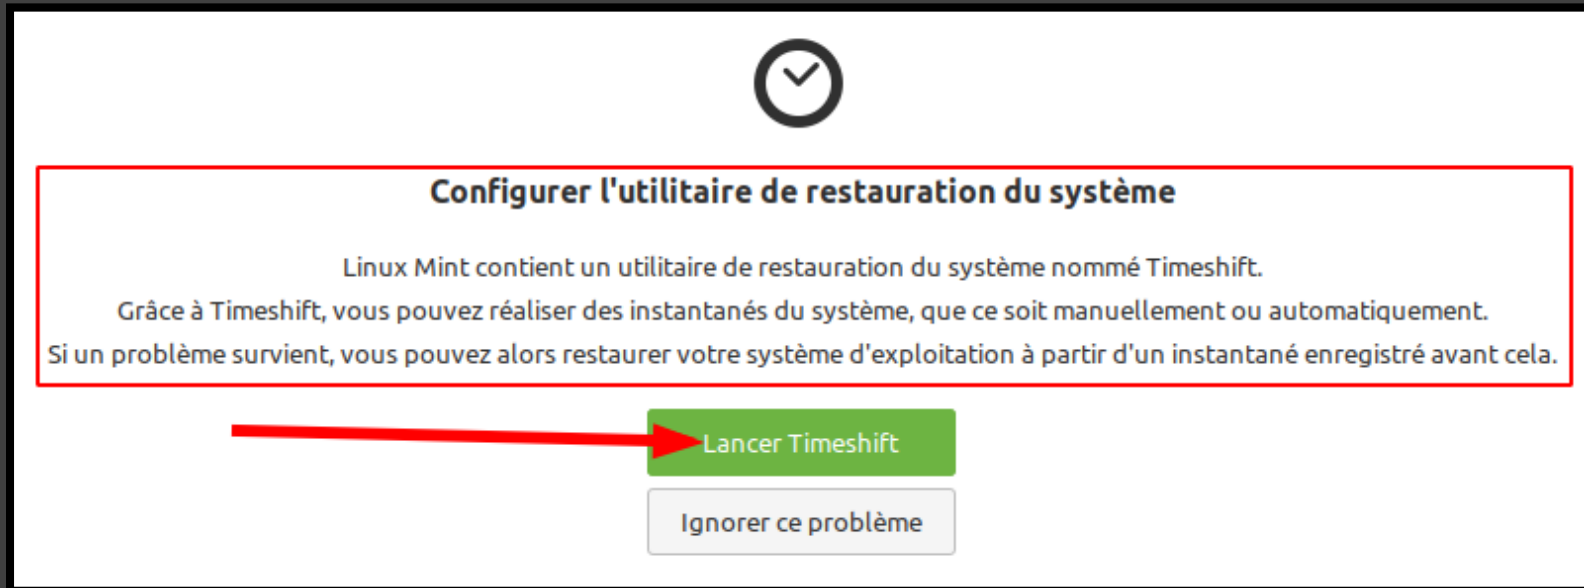 Configurer l'utilitaire de restauration du système
Linux Mint contient un utilitaire de restauration du système nommé Timeshift.
Grâce à Timeshift, vous pouvez réaliser des instantanés du système, que ce soit manuellement ou automatiquement.
Si un problème survient, vous pouvez alors restaurer votre système d'exploitation à partir d'un instantané enregistré avant cela.
Lancer Timeshift
Ignorer ce problème